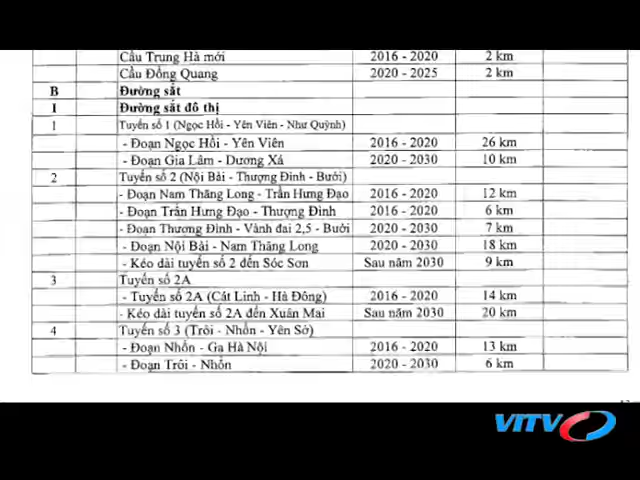 Cầu Trung Hà mới 2016 - 2020 2 km
Cầu Đồng Quang 2020 - 2025 2 km
B Đường sắt
I Đường sắt đô thị
1 Tuyến số 1 (Ngọc Hồi - Yên Viên - Như Quỳnh)
- Đoạn Ngọc Hồi - Yên Viên 2016 - 2020 26 km
- Đoạn Gia Lâm - Dương Xá 2020 - 2030 10 km
2 Tuyến số 2 (Nội Bài - Thượng Đình - Bưởi)
- Đoạn Nam Thăng Long - Trần Hưng Đạo 2016 - 2020 12 km
- Đoạn Trần Hưng Đạo - Thượng Đình 2016 - 2020 6 km
- Đoạn Thượng Đình - Vành đai 2,5 - Bưởi 2020 - 2030 7 km
- Đoạn Nội Bài - Nam Thăng Long 2020 - 2030 18 km
- Kéo dài tuyến số 2 đến Sóc Sơn Sau năm 2030 9 km
3 Tuyến số 2A
- Tuyến số 2A (Cát Linh - Hà Đông) 2016 - 2020 14 km
- Kéo dài tuyến số 2A đến Xuân Mai Sau năm 2030 20 km
4 Tuyến số 3 (Trôi - Nhổn - Yên Sở)
- Đoạn Nhổn - Ga Hà Nội 2016 - 2020 13 km
- Đoạn Trôi - Nhổn 2020 - 2030 6 km
VITV